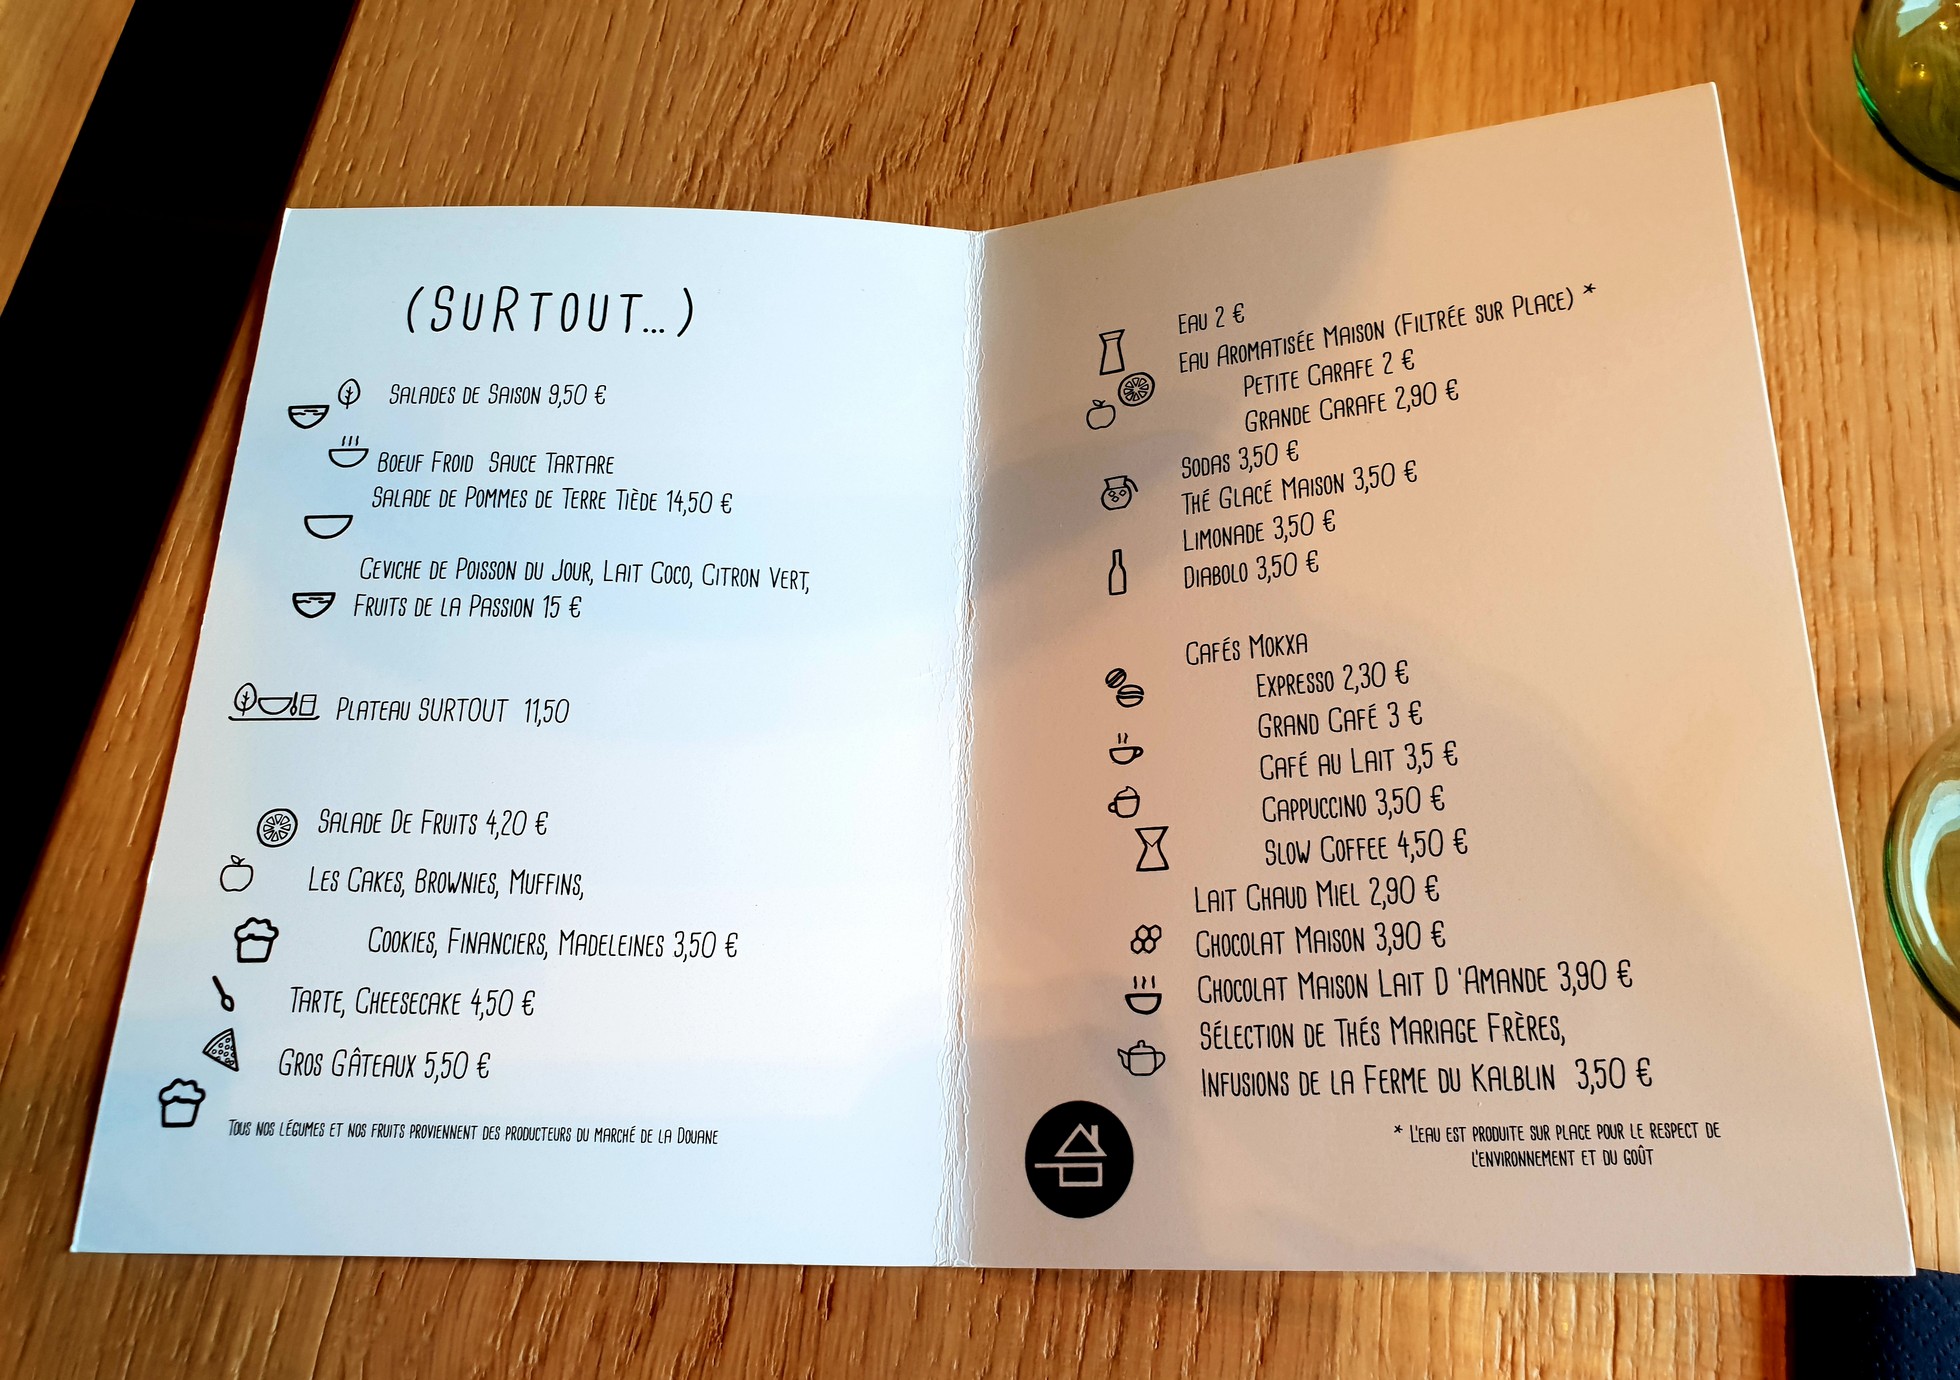 (SuRTOUT...)
Salades de Saison 9,50 €
Boeuf Froid Sauce Tartare
Salade de Pommes de Terre Tiède 14,50 €
Ceviche de Poisson du Jour, Lait Coco, Citron Vert,
Fruits de la Passion 15 €
Plateau SURTOUT 11,50
Salade De Fruits 4,20 €
Les Cakes, Brownies, Muffins,
Cookies, Financiers, Madeleines 3,50 €
Tarte, Cheesecake 4,50 €
Gros Gâteaux 5,50 €
Tous nos légumes et nos fruits proviennent des producteurs du marché de la Douane
Eau 2 €
Eau Aromatisée Maison (Filtrée sur Place) *
Petite Carafe 2 €
Grande Carafe 2,90 €
Sodas 3,50 €
Thé Glacé Maison 3,50 €
Limonade 3,50 €
Diabolo 3,50 €
Cafés Mokxa
Expresso 2,30 €
Grand Café 3 €
Café au Lait 3,5 €
Cappuccino 3,50 €
Slow Coffee 4,50 €
Lait Chaud Miel 2,90 €
Chocolat Maison 3,90 €
Chocolat Maison Lait D 'Amande 3,90 €
Sélection de Thés Mariage Frères,
Infusions de la Ferme du Kalblin 3,50 €
* L'eau est produite sur place pour le respect de
l'environnement et du goût